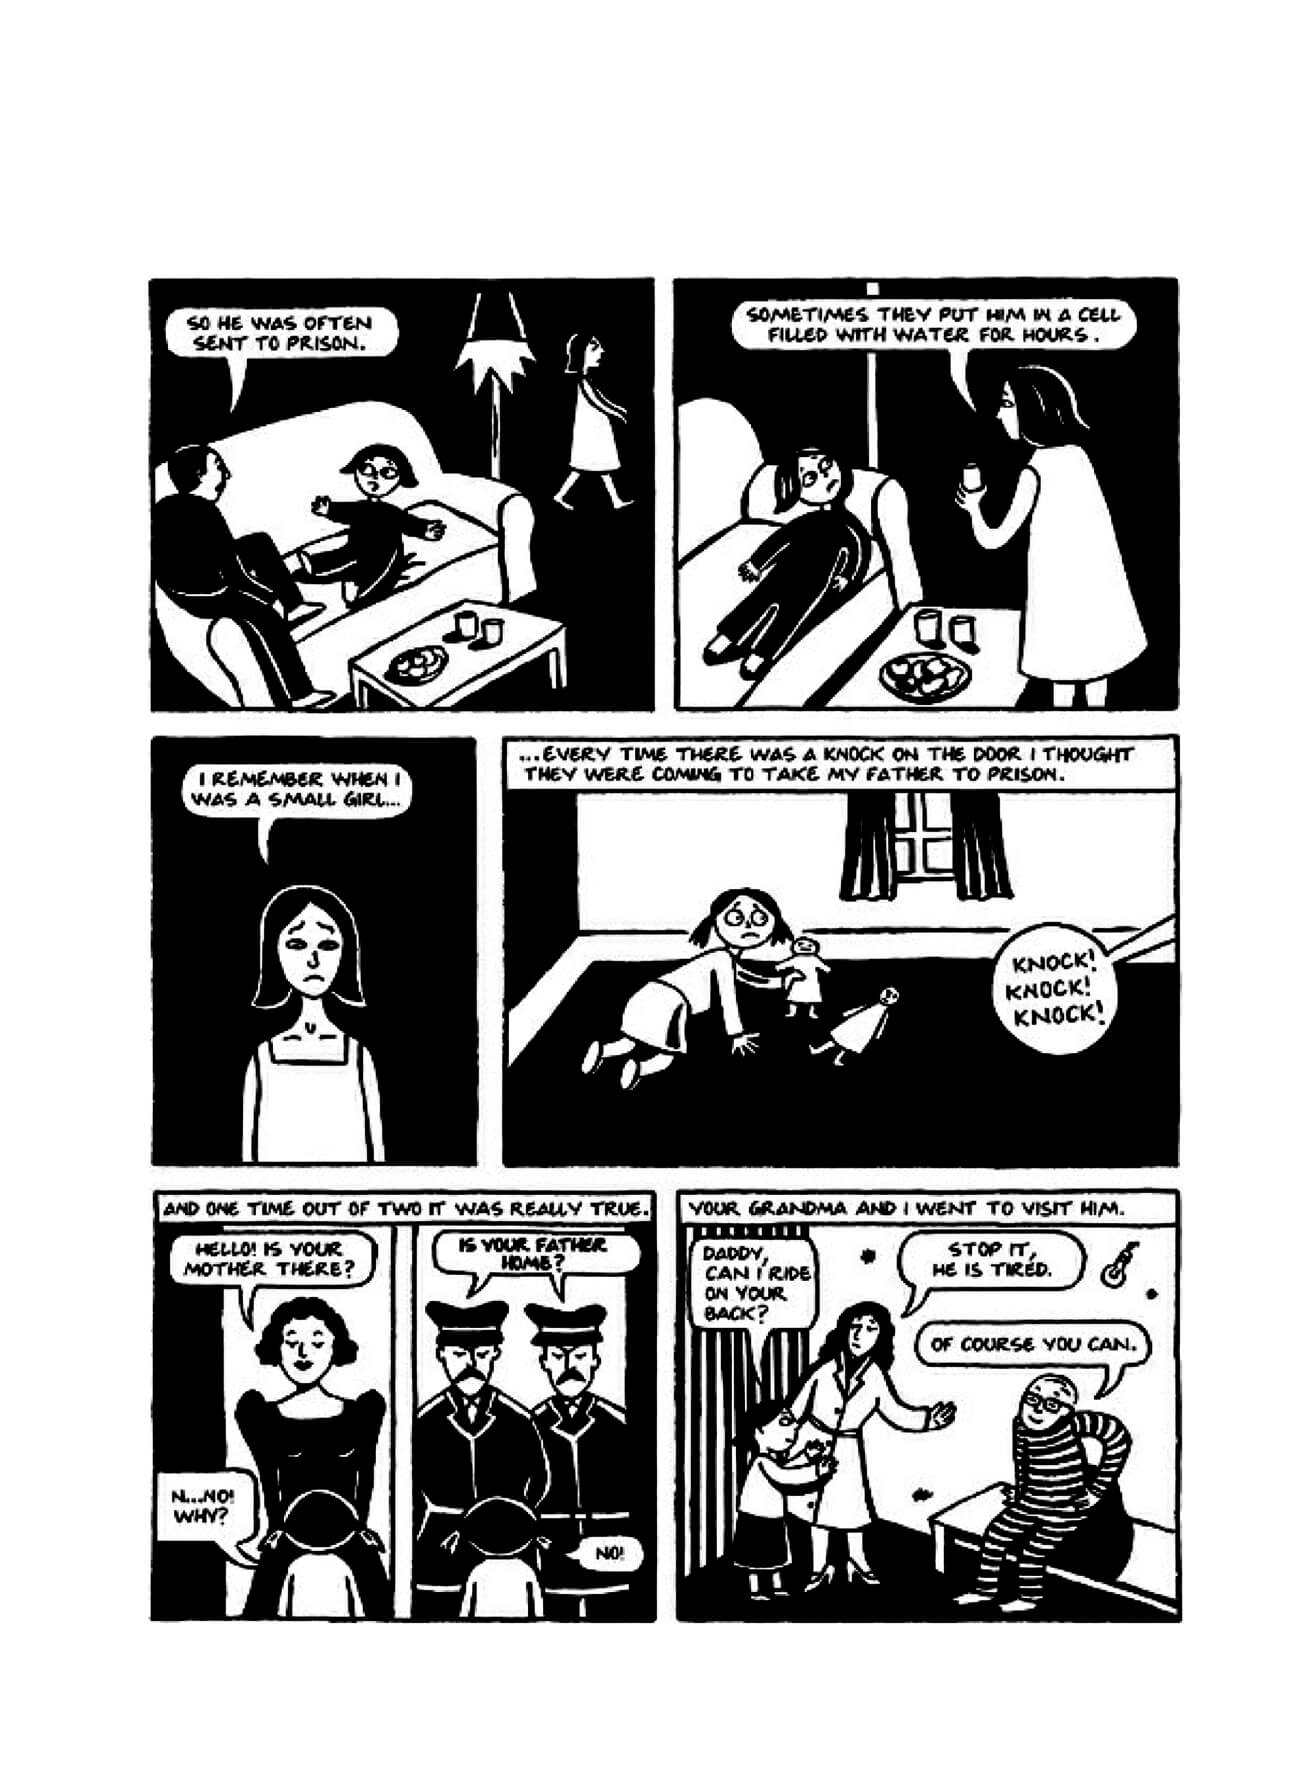 SO HE WAS OFTEN
SENT TO PRISON.
SOMETIMES THEY PUT HIM IN A CELL
FILLED WITH WATER FOR HOURS.
I REMEMBER WHEN I
WAS A SMALL GIRL...
...EVERY TIME THERE WAS A KNOCK ON THE DOOR I THOUGHT
THEY WERE COMING TO TAKE MY FATHER TO PRISON.
KNOCK!
KNOCK!
KNOCK!
AND ONE TIME OUT OF TWO IT WAS REALLY TRUE.
HELLO! IS YOUR
MOTHER THERE?
N...NO!
WHY?
IS YOUR FATHER
HOME?
NO!
YOUR GRANDMA AND I WENT TO VISIT HIM.
DADDY,
CAN I RIDE
ON YOUR
BACK?
STOP IT,
HE IS TIRED.
OF COURSE YOU CAN.